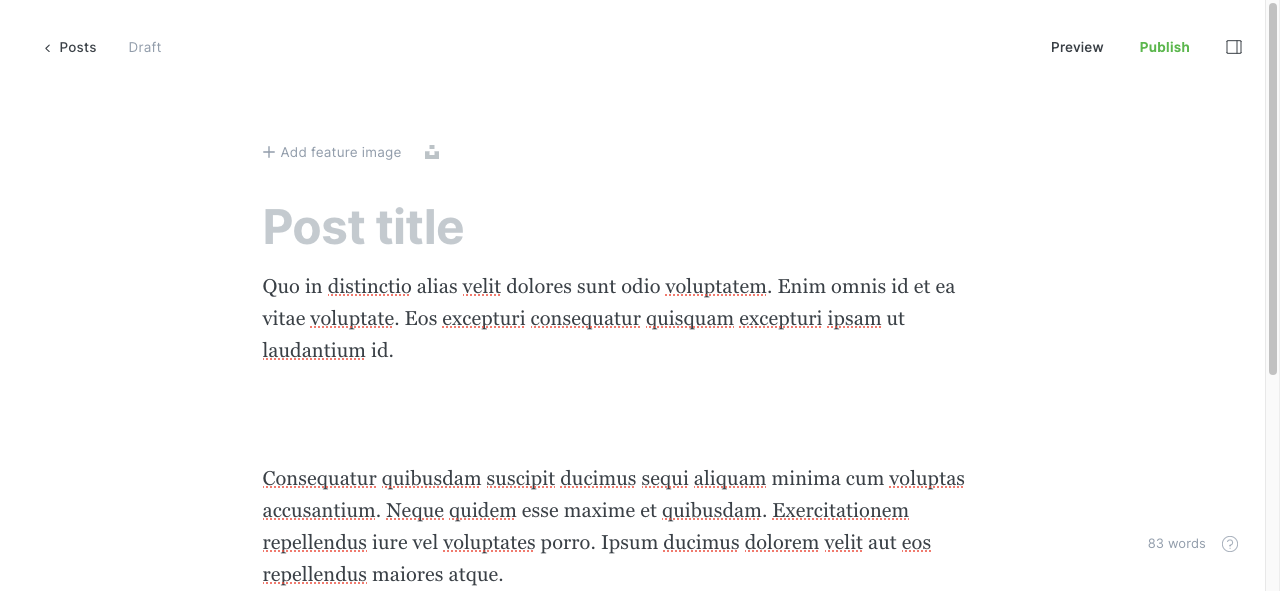 Posts Draft Preview Publish
Add feature image
Post title
Quo in distinctio alias velit dolores sunt odio voluptatem. Enim omnis id et ea
vitae voluptate. Eos excepturi consequatur quisquam excepturi ipsam ut
laudantium id.
Consequatur quibusdam suscipit ducimus sequi aliquam minima cum voluptas
accusantium. Neque quidem esse maxime et quibusdam. Exercitationem
repellendus iure vel voluptates porro. Ipsum ducimus dolorem velit aut eos
repellendus maiores atque.
83 words ?